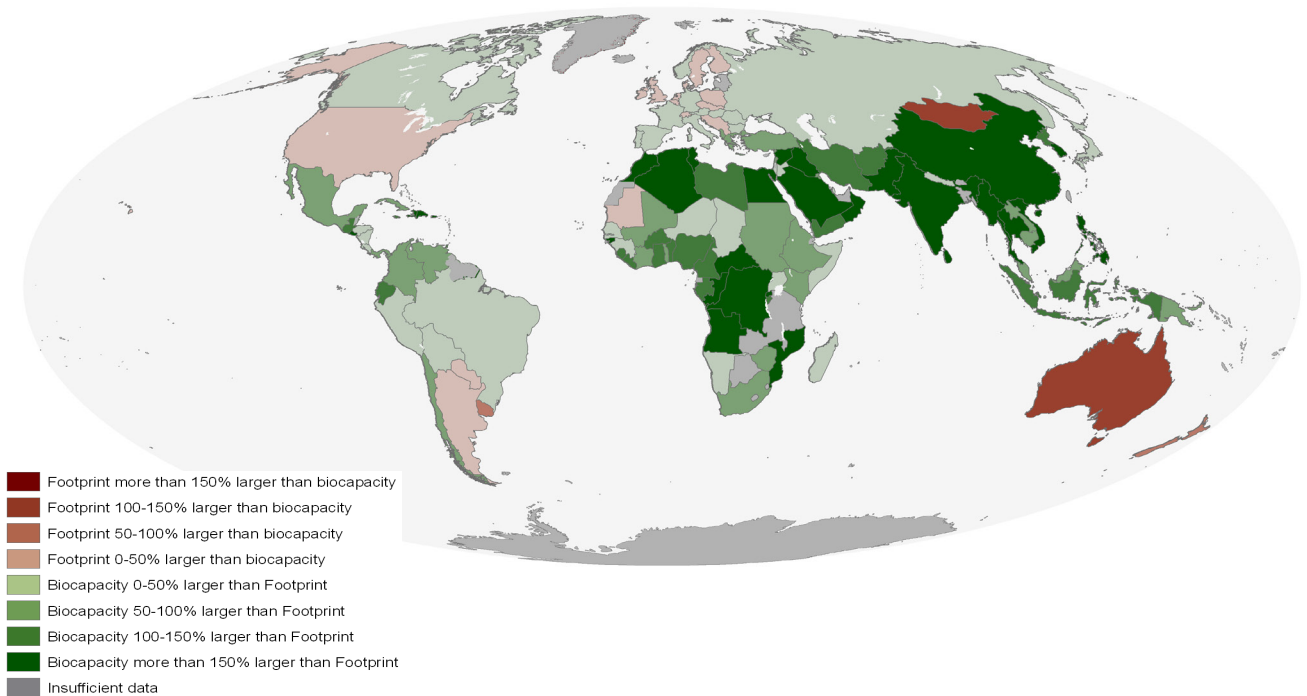 Footprint more than 150% larger than biocapacity
Footprint 100-150% larger than biocapacity
Footprint 50-100% larger than biocapacity
Footprint 0-50% larger than biocapacity
Biocapacity 0-50% larger than Footprint
Biocapacity 50-100% larger than Footprint
Biocapacity 100-150% larger than Footprint
Biocapacity more than 150% larger than Footprint
Insufficient data